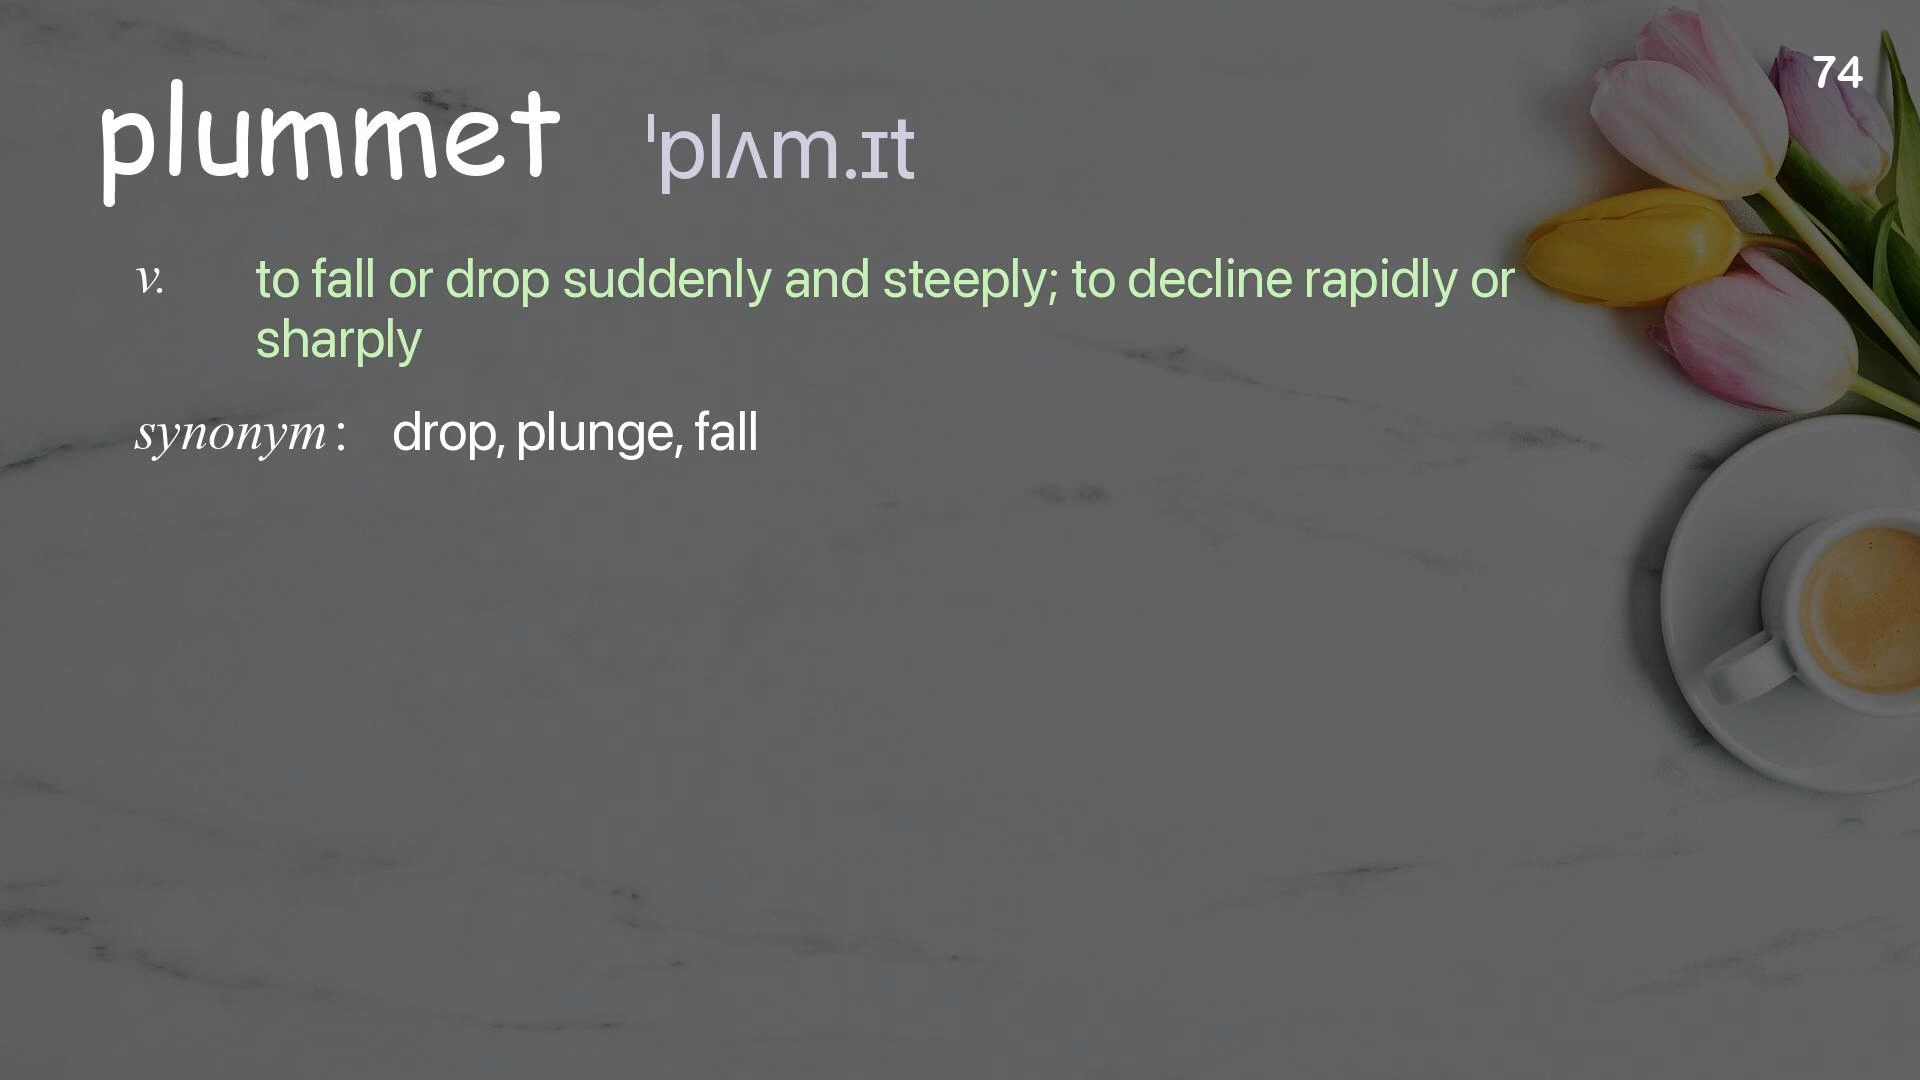 74
plummet ˈplʌm.ɪt
v. to fall or drop suddenly and steeply; to decline rapidly or
sharply
synonym : drop, plunge, fall